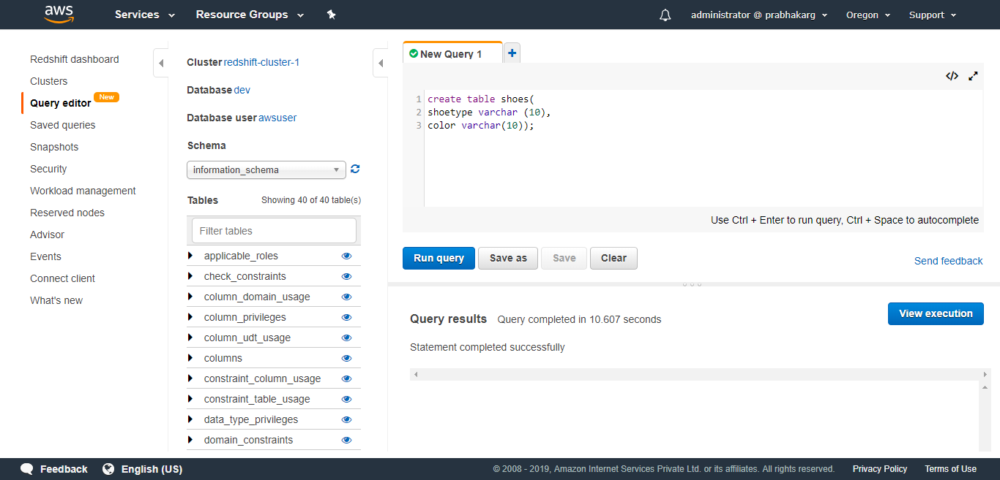 aws Services Resource Groups administrator @ prabhakarg Oregon Support
Redshift dashboard
Clusters
Query editor New
Saved queries
Snapshots
Security
Workload management
Reserved nodes
Advisor
Events
Connect client
What's new
Cluster redshift-cluster-1
Database dev
Database user awsuser
Schema
information_schema
Tables Showing 40 of 40 table(s)
Filter tables
applicable_roles
check_constraints
column_domain_usage
column_privileges
column_udt_usage
columns
constraint_column_usage
constraint_table_usage
data_type_privileges
domain_constraints
New Query 1 +
</>
1 create table shoes(
2 shoetype varchar (10),
3 color varchar(10));
Use Ctrl + Enter to run query, Ctrl + Space to autocomplete
Run query Save as Save Clear Send feedback
Query results Query completed in 10.607 seconds View execution
Statement completed successfully
Feedback English (US) © 2008 - 2019, Amazon Internet Services Private Ltd. or its affiliates. All rights reserved. Privacy Policy Terms of Use